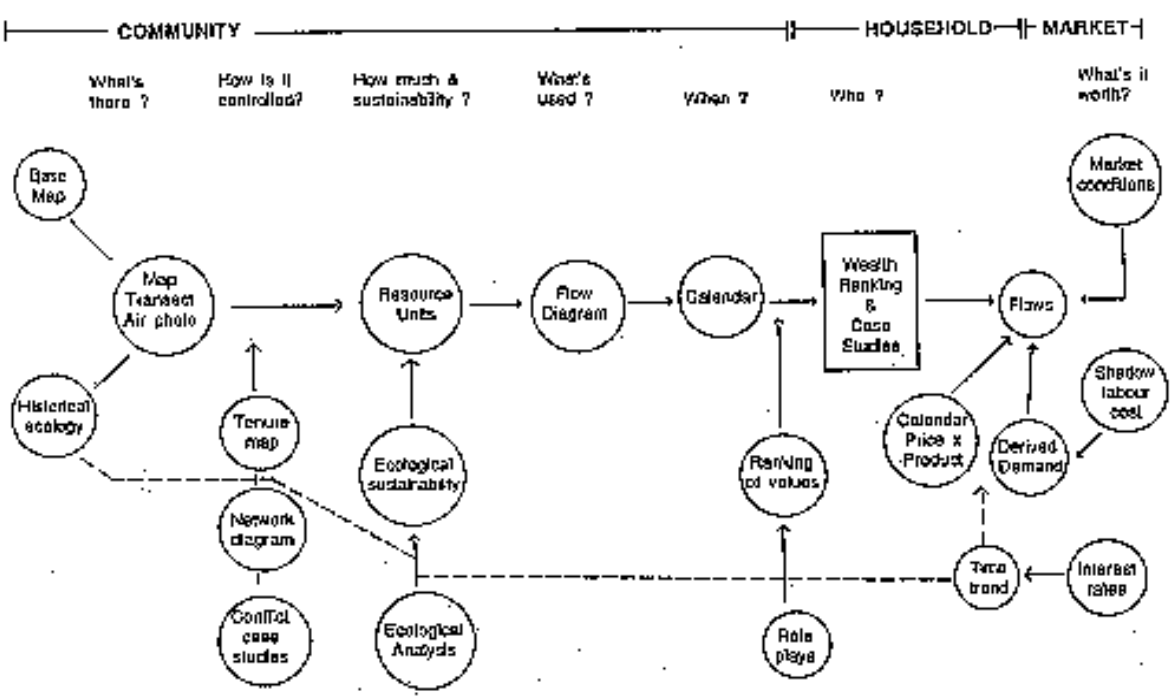 COMMUNITY HOUSEHOLD MARKET
What's there ?
How is it controlled?
How much & sustainability ?
What's used ?
When ?
Who ?
What's it worth?
Base
Map
Market
conditions
Map
Transect
Air photo
Resource
Units
Flow
Diagram
Calendar
Wealth
Ranking
&
Case
Studies
Flows
Historical
ecology
Tenure
map
Ecological
sustainability
Ranking
of values
Calendar
Price x
Product
Derived
Demand
Shadow
labour
cost
Network
diagram
Time
trend
Interest
rates
Conflict
case
studies
Ecological
Analysis
Role
plays